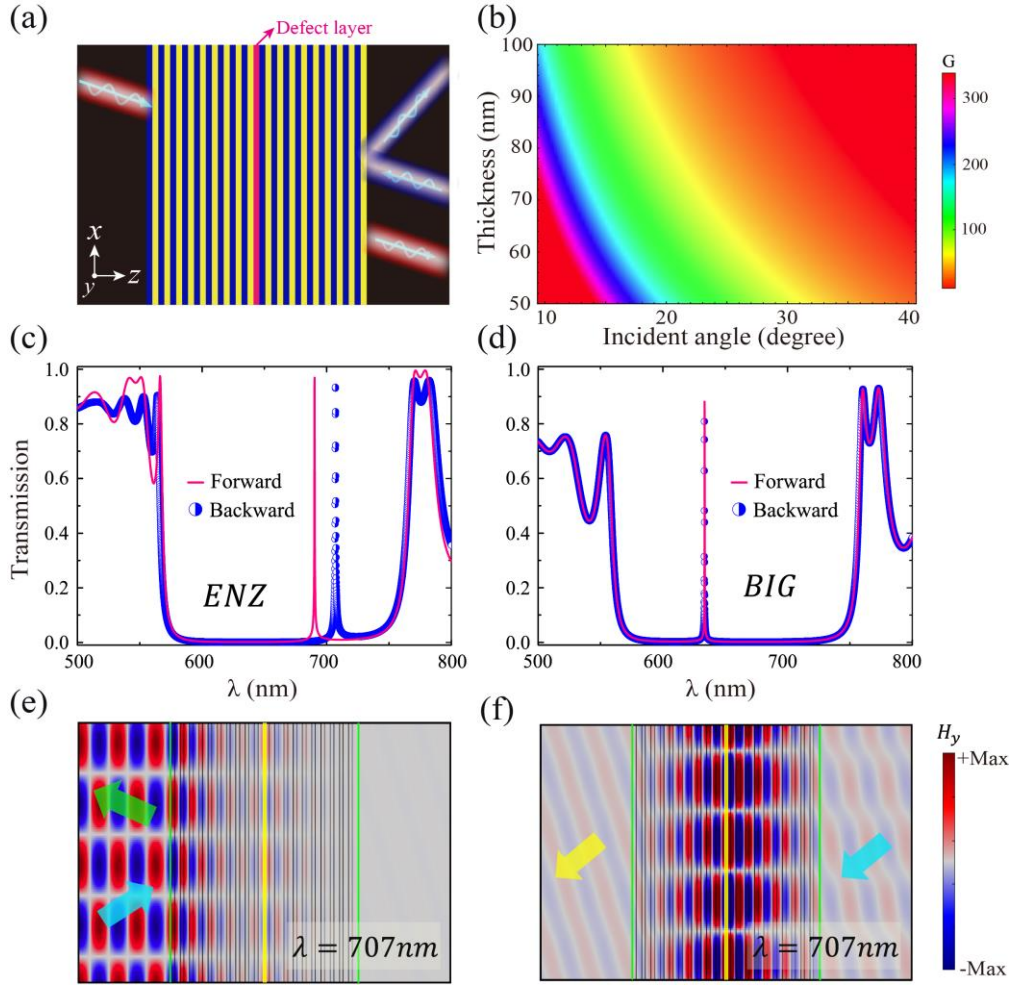 (a)
Defect layer
x
y
z
(b)
Thickness (nm)
100
90
80
70
60
50
10
20
30
40
Incident angle (degree)
G
300
200
100
(c)
Transmission
1.0
0.8
0.6
0.4
0.2
0.0
Forward
Backward
ENZ
500
600
700
800
λ (nm)
(d)
1.0
0.8
0.6
0.4
0.2
0.0
Forward
Backward
BIG
500
600
700
800
λ (nm)
(e)
λ = 707nm
(f)
λ = 707nm
H_y
+Max
-Max